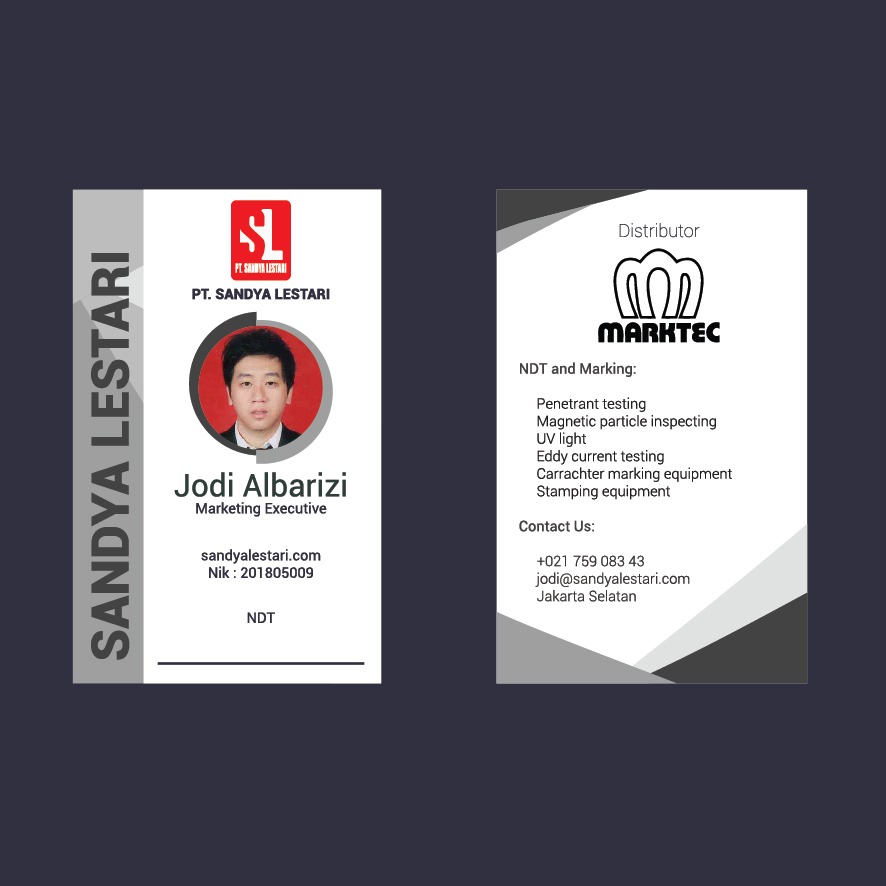 SANDYA LESTARI
SL
PT. SANDYA LESTARI
PT. SANDYA LESTARI
Jodi Albarizi
Marketing Executive
sandyalestari.com
Nik : 201805009
NDT
Distributor
MARKTEC
NDT and Marking:
Penetrant testing
Magnetic particle inspecting
UV light
Eddy current testing
Carrachter marking equipment
Stamping equipment
Contact Us:
+021 759 083 43
jodi@sandyalestari.com
Jakarta Selatan